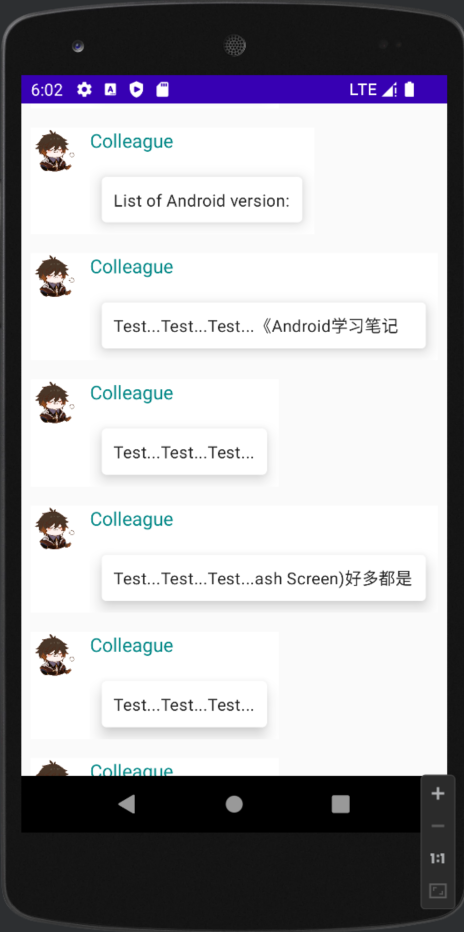 6:02
LTE
Colleague
List of Android version:
Colleague
Test...Test...Test...《Android学习笔记
Colleague
Test...Test...Test...
Colleague
Test...Test...Test...ash Screen)好多都是
Colleague
Test...Test...Test...
Colleague
1:1